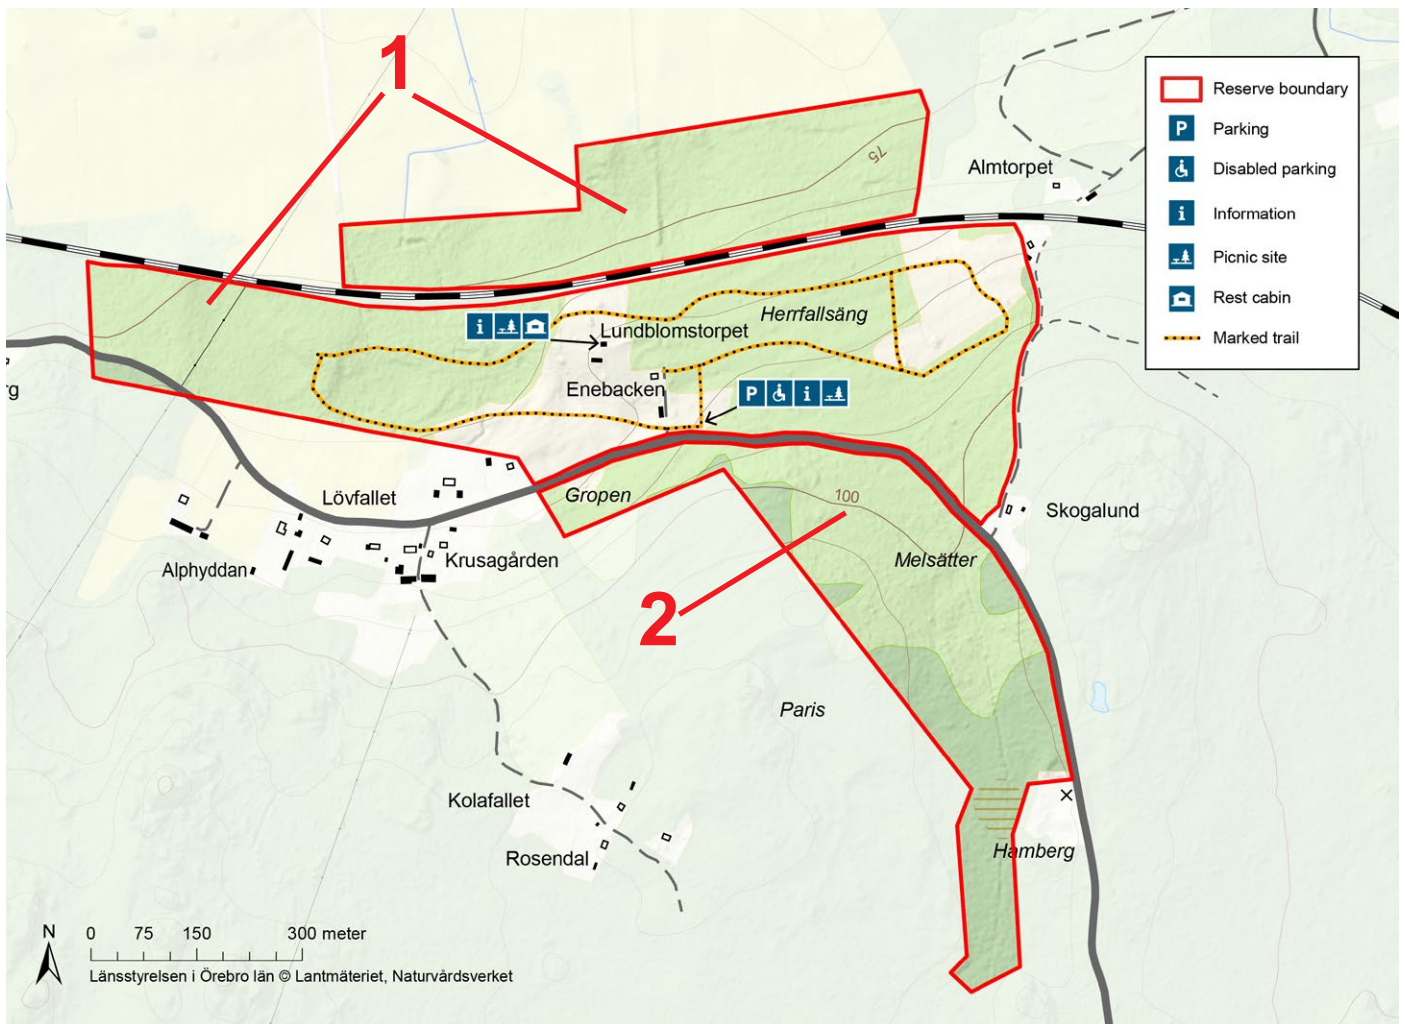 1
75
Almtorpet
Reserve boundary
P Parking
Disabled parking
i Information
Picnic site
Rest cabin
Marked trail
Herrfallsäng
i
Lundblomstorpet
Enebacken
P i
rg
Lövfallet
Gropen
100
Skogalund
Alphyddan
Krusagården
Melsätter
2
Paris
Kolafallet
Rosendal
Hamberg
N
0 75 150 300 meter
Länsstyrelsen i Örebro län © Lantmäteriet, Naturvårdsverket